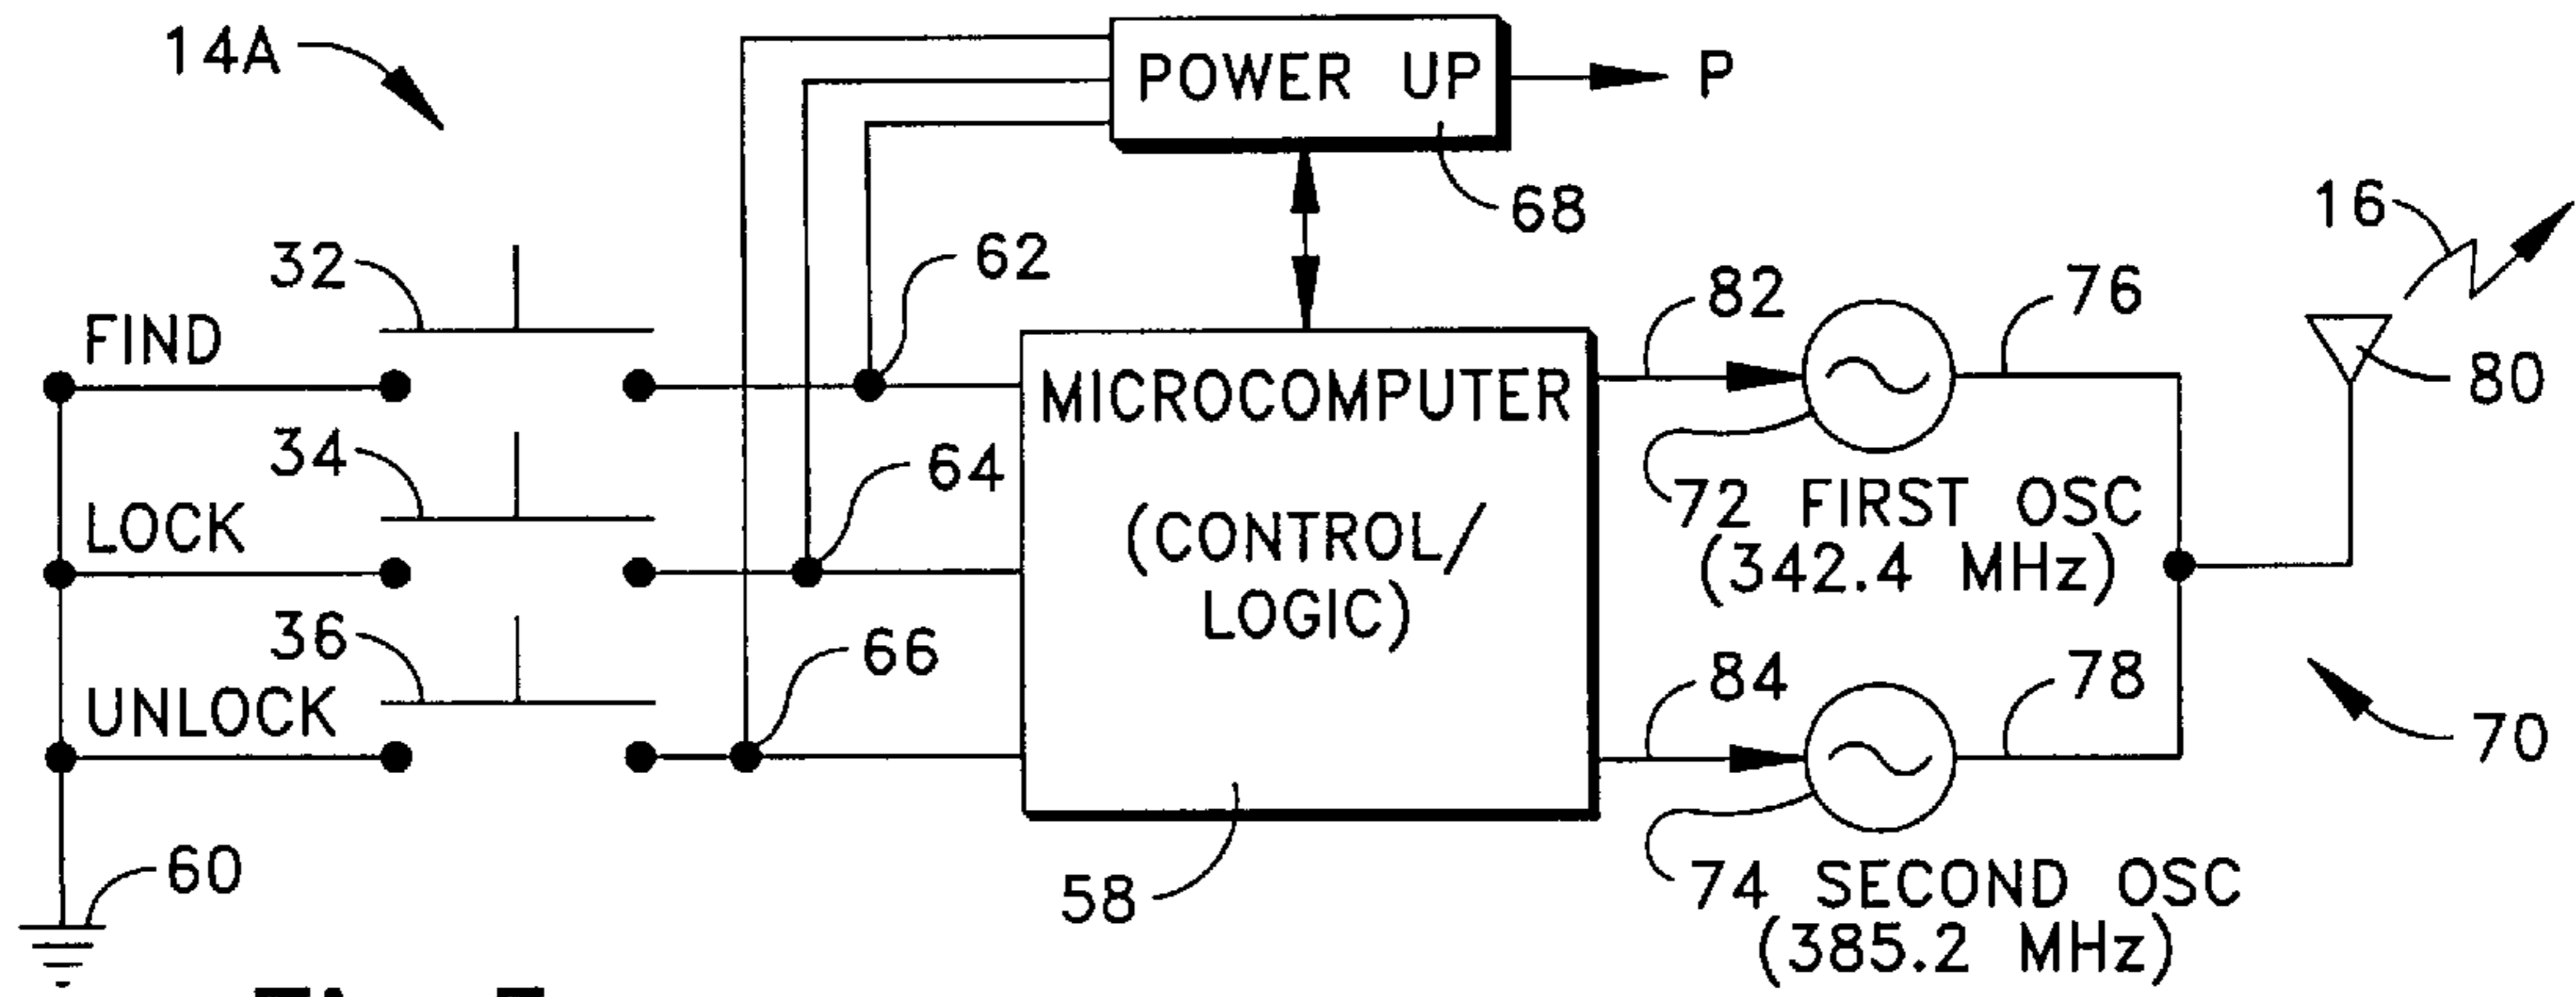 14A
POWER UP
P
68
16
32
62
82
76
FIND
80
MICROCOMPUTER
34
64
72 FIRST OSC
(342.4 MHz)
LOCK
(CONTROL/
LOGIC)
36
66
84
78
UNLOCK
70
60
58
74 SECOND OSC
(385.2 MHz)